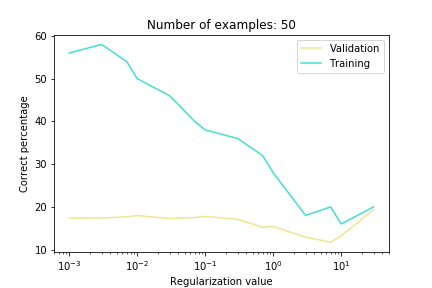 Number of examples: 50
Validation
Training
Correct percentage
60
50
40
30
20
10
10⁻³
10⁻²
10⁻¹
10⁰
10¹
Regularization value